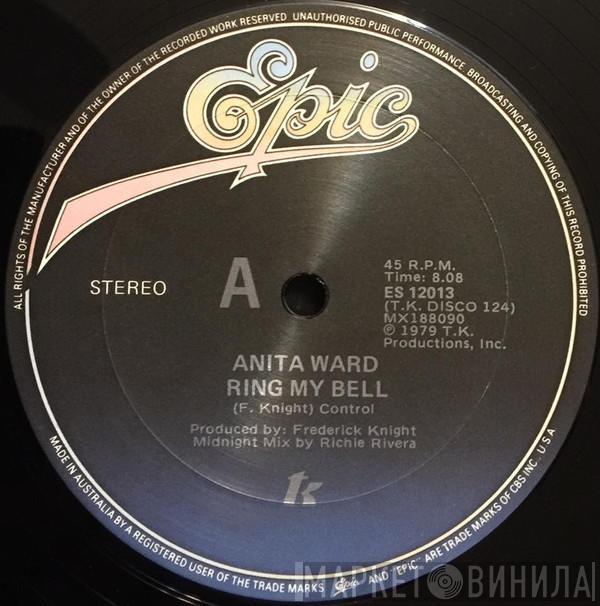 ALL RIGHTS OF THE MANUFACTURER AND OF THE OWNER OF THE RECORDED WORK RESERVED UNAUTHORISED PUBLIC PERFORMANCE, BROADCASTING AND COPYING OF THIS RECORD PROHIBITED
Epic
STEREO
A
45 R.P.M.
Time: 8.08
ES 12013
(T.K. DISCO 124)
MX188090
℗ 1979 T.K.
Productions, Inc.
ANITA WARD
RING MY BELL
(F. Knight) Control
Produced by: Frederick Knight
Midnight Mix by Richie Rivera
tk
MADE IN AUSTRALIA BY A REGISTERED USER OF THE TRADE MARKS Epic AND "EPIC" ARE TRADE MARKS OF CBS INC. U S A
МАРКЕТ ВИНИЛА